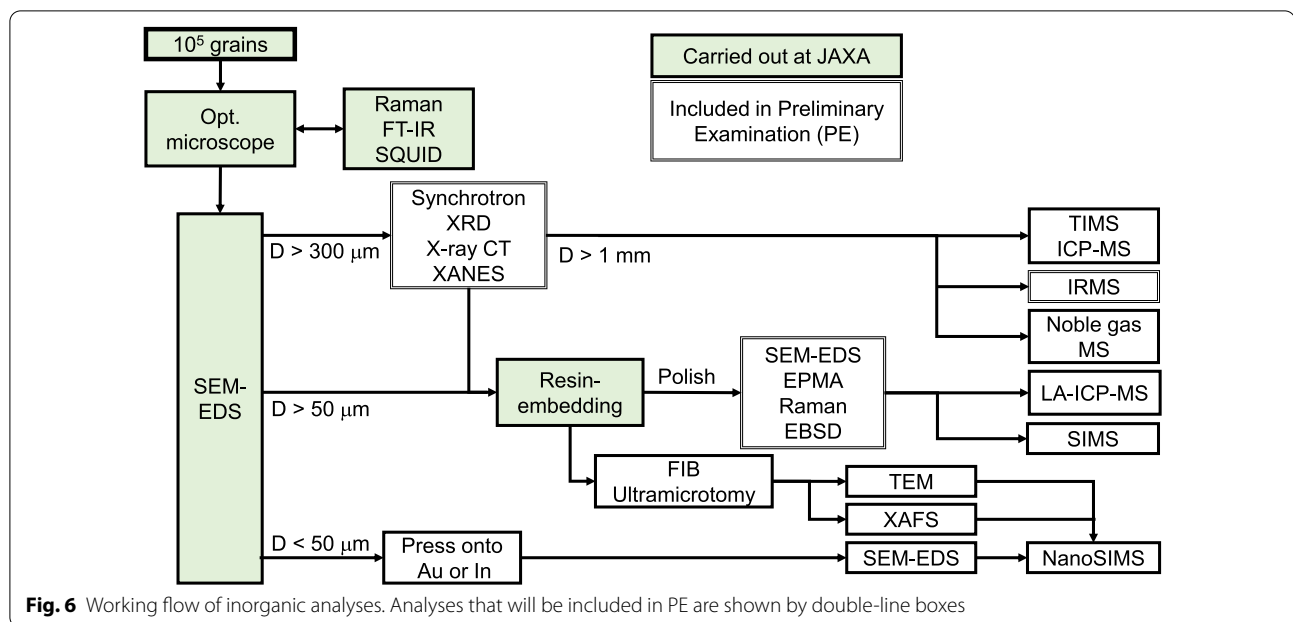 10⁵ grains
Carried out at JAXA
Opt.
microscope
Raman
FT-IR
SQUID
Included in Preliminary
Examination (PE)
SEM-
EDS
D > 300 μm
Synchrotron
XRD
X-ray CT
XANES
D > 1 mm
TIMS
ICP-MS
IRMS
Noble gas
MS
D > 50 μm
Resin-
embedding
Polish
SEM-EDS
EPMA
Raman
EBSD
LA-ICP-MS
SIMS
FIB
Ultramicrotomy
TEM
XAFS
D < 50 μm
Press onto
Au or In
SEM-EDS
NanoSIMS
Fig. 6 Working flow of inorganic analyses. Analyses that will be included in PE are shown by double-line boxes